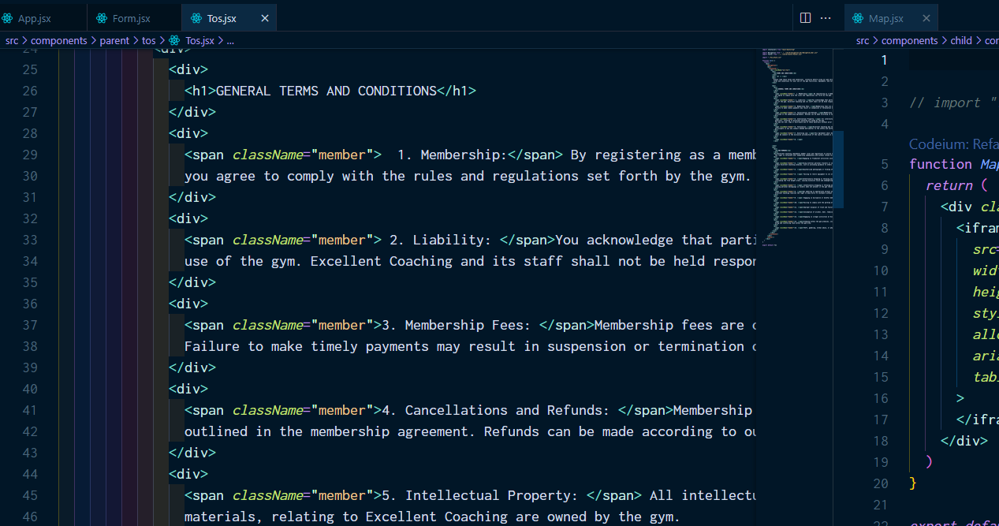 App.jsx
Form.jsx
Tos.jsx
src > components > parent > tos > Tos.jsx > ...
24 <div>
25 <div>
26 <h1>GENERAL TERMS AND CONDITIONS</h1>
27 </div>
28 <div>
29 <span className="member">  1. Membership:</span> By registering as a memb
30 you agree to comply with the rules and regulations set forth by the gym.
31 </div>
32 <div>
33 <span className="member"> 2. Liability: </span>You acknowledge that parti
34 use of the gym. Excellent Coaching and its staff shall not be held respon
35 </div>
36 <div>
37 <span className="member">3. Membership Fees: </span>Membership fees are
38 Failure to make timely payments may result in suspension or termination
39 </div>
40 <div>
41 <span className="member">4. Cancellations and Refunds: </span>Membership
42 outlined in the membership agreement. Refunds can be made according to ou
43 </div>
44 <div>
45 <span className="member">5. Intellectual Property: </span> All intellectu
46 materials, relating to Excellent Coaching are owned by the gym.
Map.jsx
src > components > child > con
1
2
3 // import "
4
Codeium: Refa
5 function Map
6 return (
7 <div cla
8 <ifram
9 src=
10 widt
11 heig
12 styl
13 allo
14 aria
15 tabi
16 >
17 </ifra
18 </div>
19 )
20 }
21
22 export defa